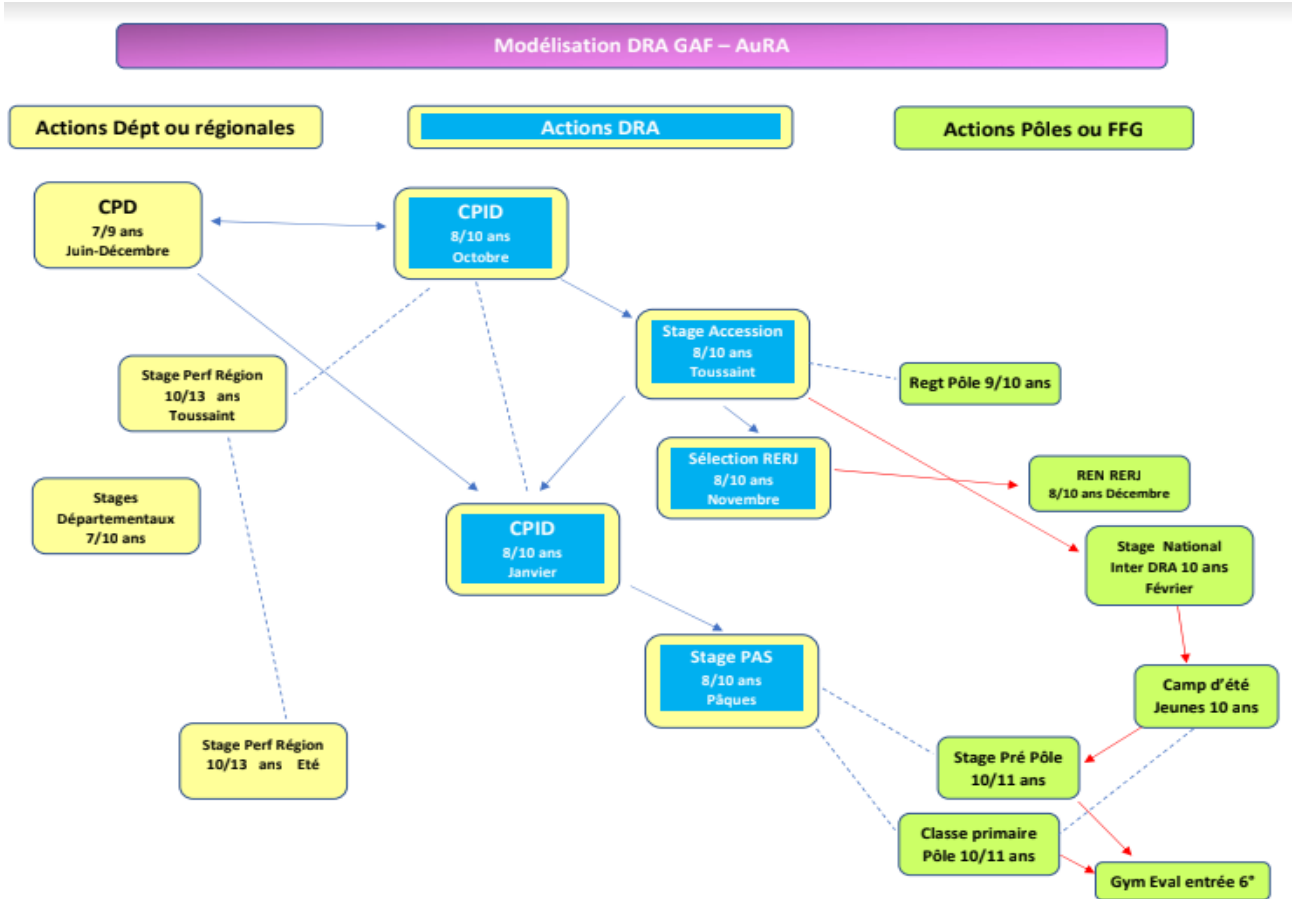 Modélisation DRA GAF – AuRA
Actions Dépt ou régionales
Actions DRA
Actions Pôles ou FFG
CPD
7/9 ans
Juin-Décembre
CPID
8/10 ans
Octobre
Stage Accession
8/10 ans
Toussaint
Stage Perf Région
10/13 ans
Toussaint
Regt Pôle 9/10 ans
Sélection RERJ
8/10 ans
Novembre
REN RERJ
8/10 ans Décembre
Stages
Départementaux
7/10 ans
CPID
8/10 ans
Janvier
Stage National
Inter DRA 10 ans
Février
Stage PAS
8/10 ans
Pâques
Camp d'été
Jeunes 10 ans
Stage Perf Région
10/13 ans Eté
Stage Pré Pôle
10/11 ans
Classe primaire
Pôle 10/11 ans
Gym Eval entrée 6°